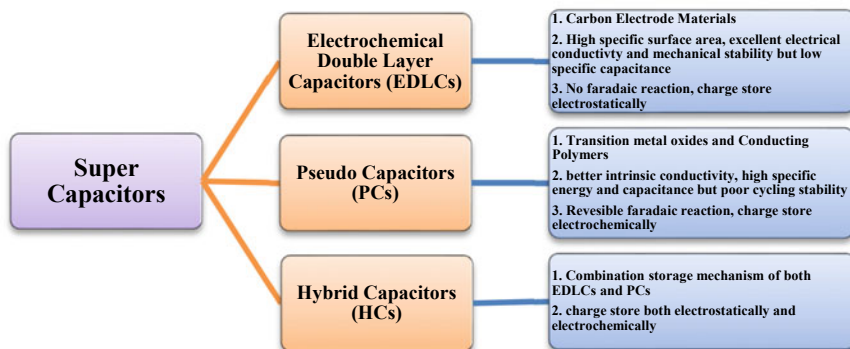 Super
Capacitors
Electrochemical
Double Layer
Capacitors (EDLCs)
1. Carbon Electrode Materials
2. High specific surface area, excellent electrical
conductivty and mechanical stability but low
specific capacitance
3. No faradaic reaction, charge store
electrostatically
Pseudo Capacitors
(PCs)
1. Transition metal oxides and Conducting
Polymers
2. better intrinsic conductivity, high specific
energy and capacitance but poor cycling stability
3. Revesible faradaic reaction, charge store
electrochemically
Hybrid Capacitors
(HCs)
1. Combination storage mechanism of both
EDLCs and PCs
2. charge store both electrostatically and
electrochemically